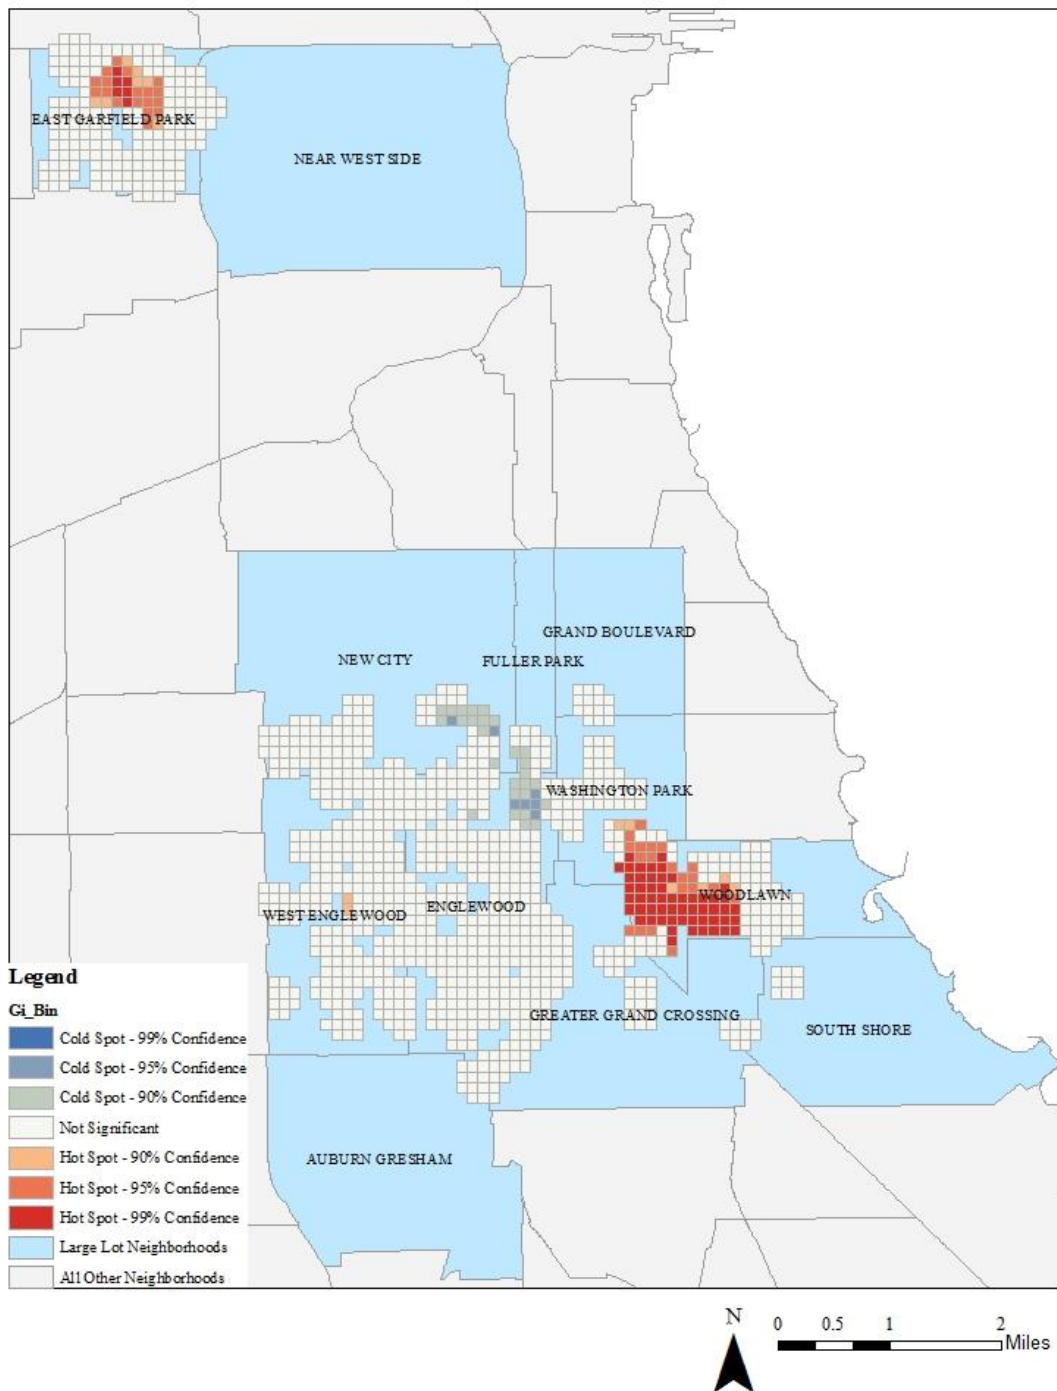 EAST GARFIELD PARK
NEAR WEST SIDE
GRAND BOULEVARD
NEW CITY
FULLER PARK
WASHINGTON PARK
WOODLAWN
ENGLEWOOD
WEST ENGLEWOOD
GREATER GRAND CROSSING
SOUTH SHORE
AUBURN GRESHAM
Legend
Gi_Bin
Cold Spot - 99% Confidence
Cold Spot - 95% Confidence
Cold Spot - 90% Confidence
Not Significant
Hot Spot - 90% Confidence
Hot Spot - 95% Confidence
Hot Spot - 99% Confidence
Large Lot Neighborhoods
All Other Neighborhoods
N
0 0.5 1 2
Miles